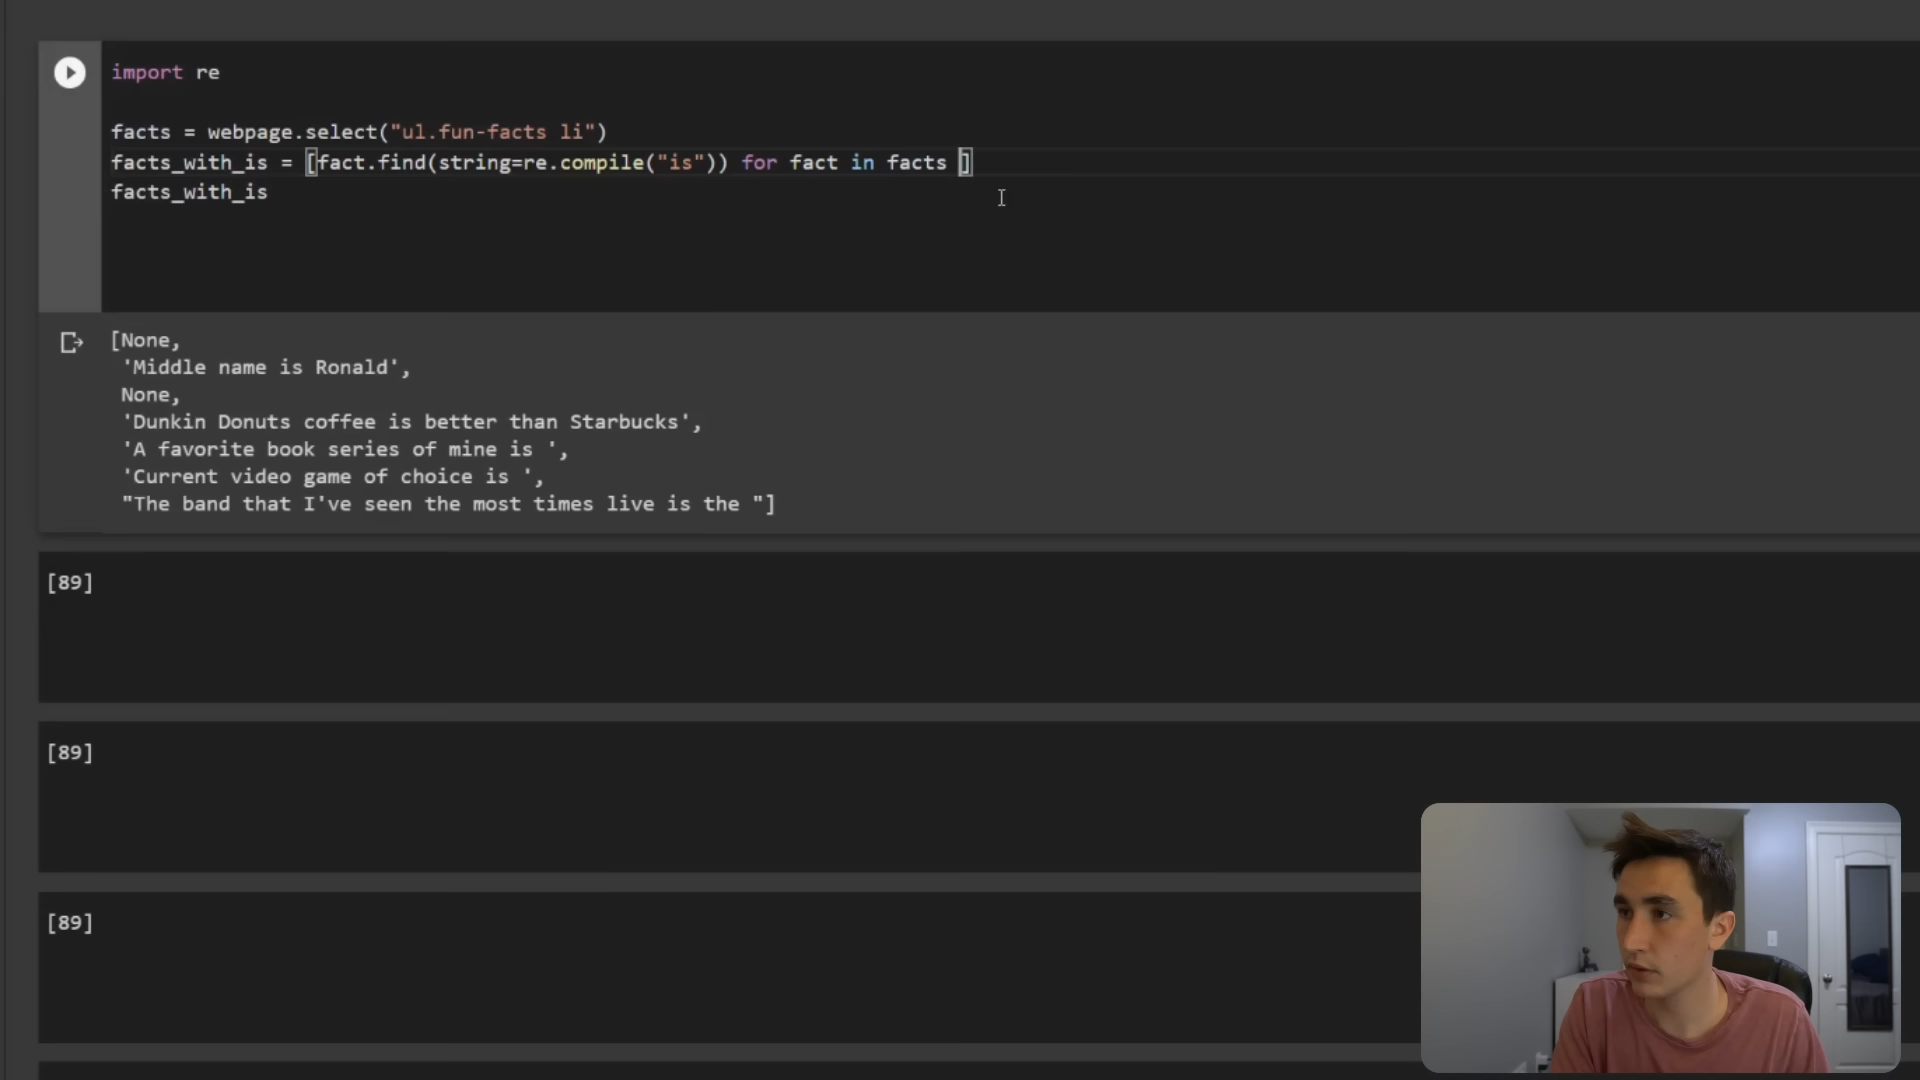 import re
facts = webpage.select("ul.fun-facts li")
facts_with_is = [fact.find(string=re.compile("is")) for fact in facts ]
facts_with_is
[None,
'Middle name is Ronald',
None,
'Dunkin Donuts coffee is better than Starbucks',
'A favorite book series of mine is ',
'Current video game of choice is ',
"The band that I've seen the most times live is the "]
[89]
[89]
[89]